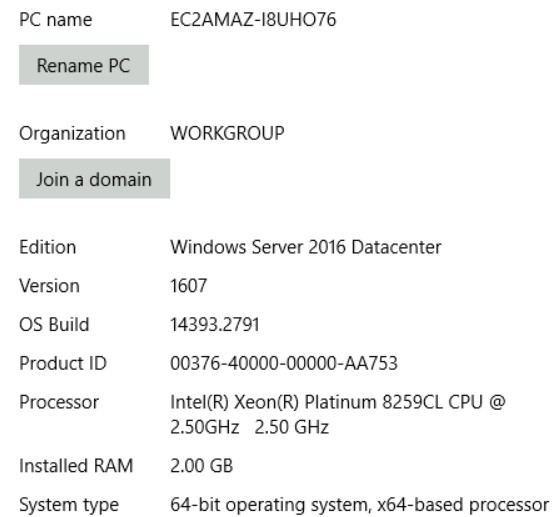 PC name EC2AMAZ-I8UHO76
Rename PC
Organization WORKGROUP
Join a domain
Edition Windows Server 2016 Datacenter
Version 1607
OS Build 14393.2791
Product ID 00376-40000-00000-AA753
Processor Intel(R) Xeon(R) Platinum 8259CL CPU @
2.50GHz 2.50 GHz
Installed RAM 2.00 GB
System type 64-bit operating system, x64-based processor